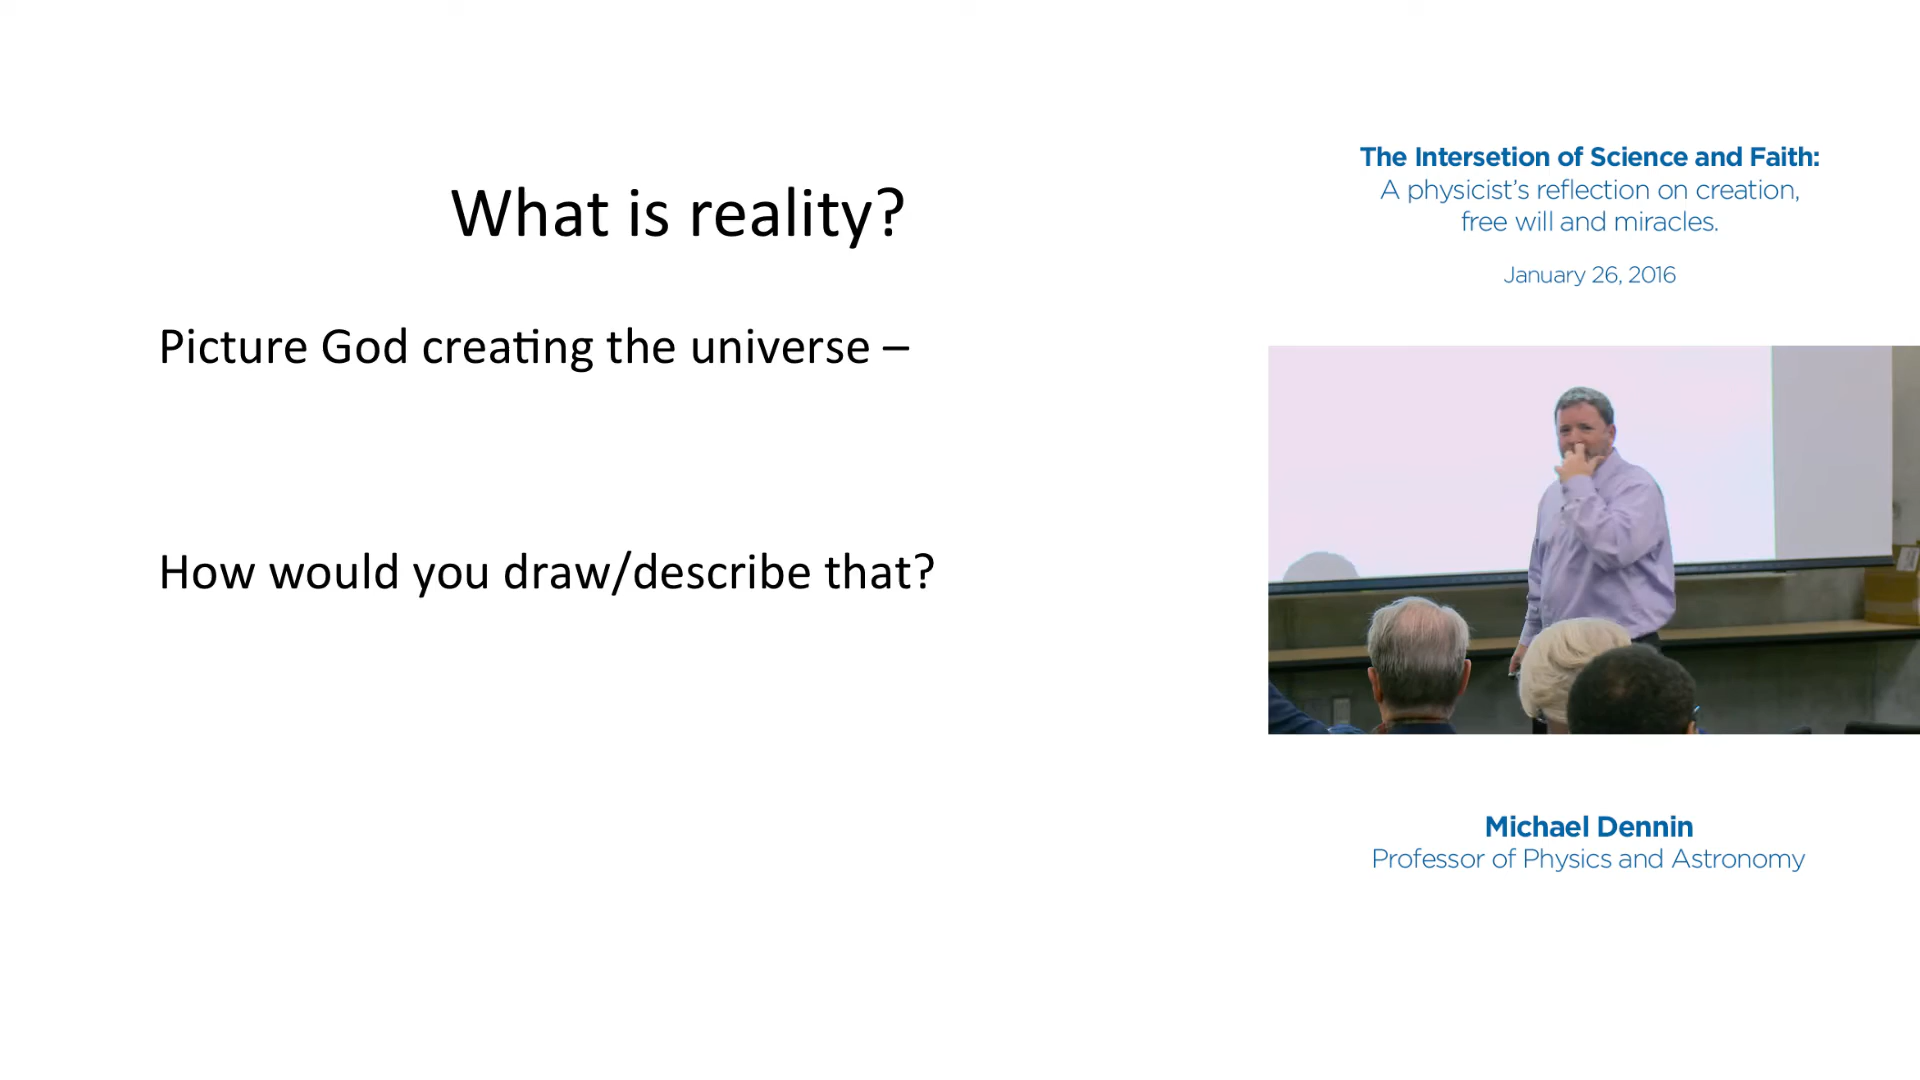 What is reality?
Picture God creating the universe –
How would you draw/describe that?
The Intersetion of Science and Faith:
A physicist's reflection on creation,
free will and miracles.
January 26, 2016
Michael Dennin
Professor of Physics and Astronomy